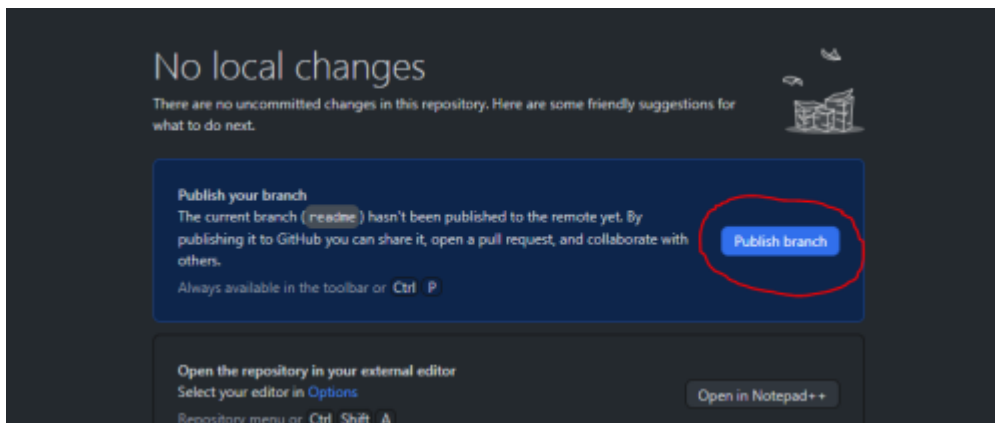 No local changes
There are no uncommitted changes in this repository. Here are some friendly suggestions for
what to do next.
Publish your branch
The current branch ( readme ) hasn't been published to the remote yet. By
publishing it to GitHub you can share it, open a pull request, and collaborate with
others.
Publish branch
Always available in the toolbar or Ctrl P
Open the repository in your external editor
Select your editor in Options
Open in Notepad++
Repository menu or Ctrl Shift A